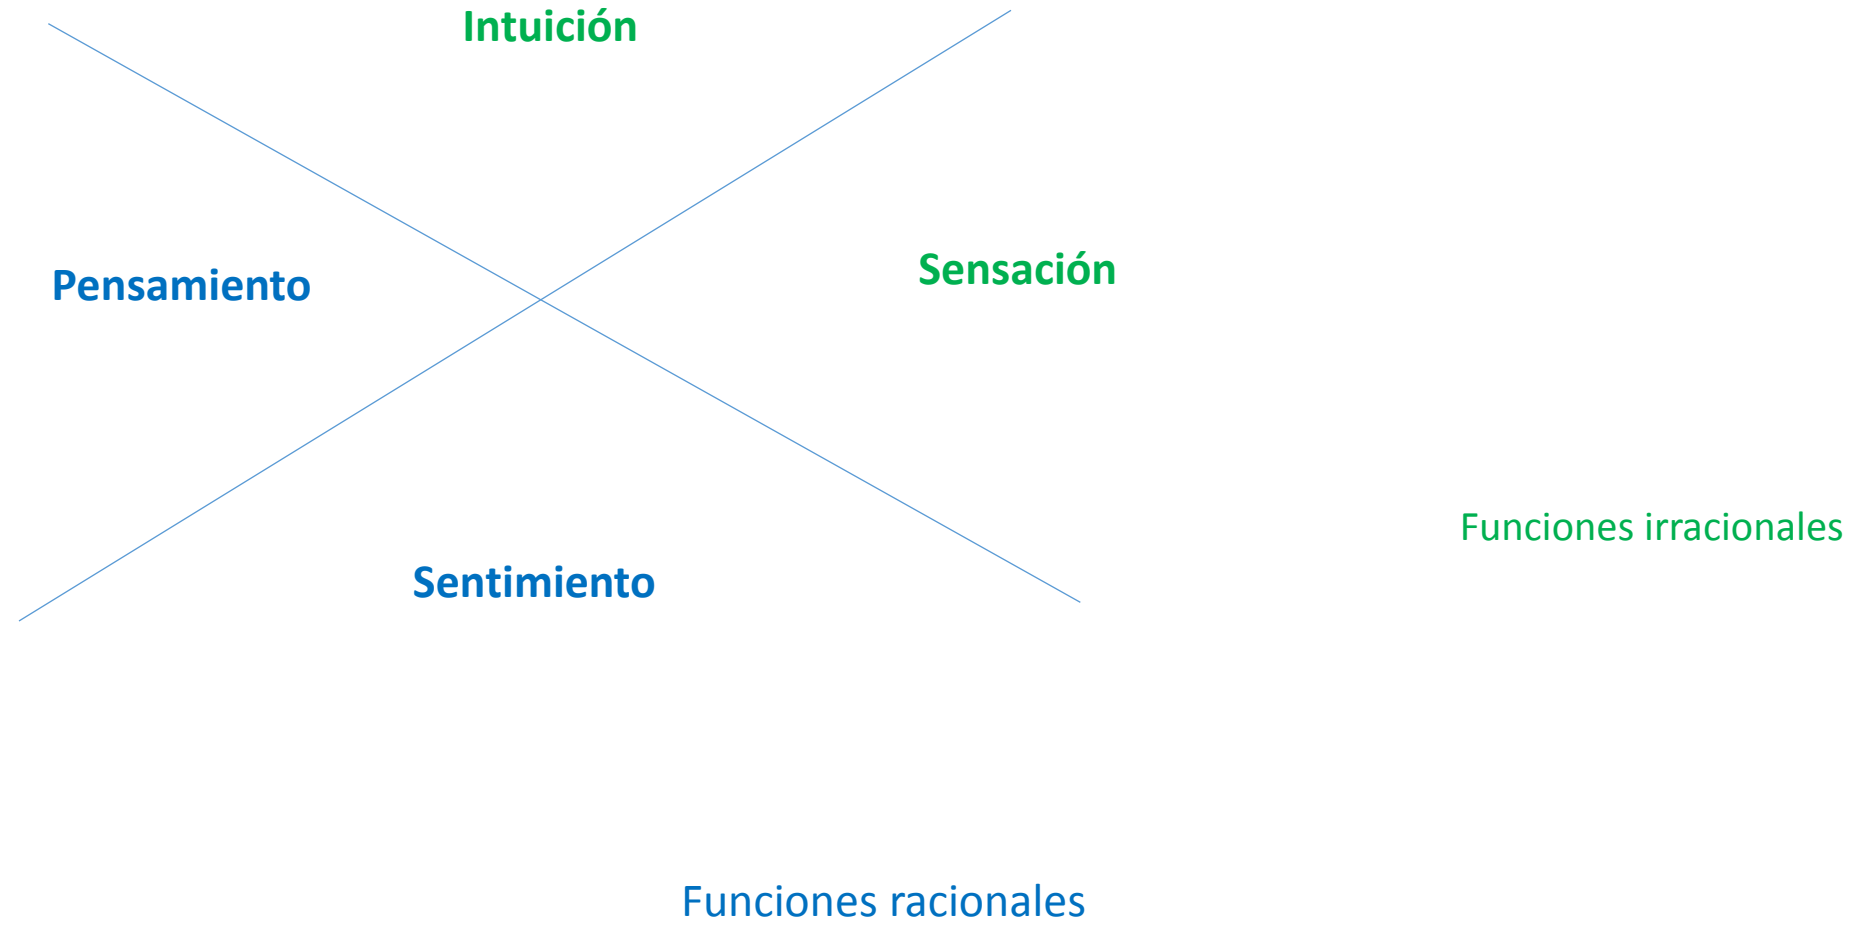 Intuición
Pensamiento
Sensación
Funciones irracionales
Sentimiento
Funciones racionales